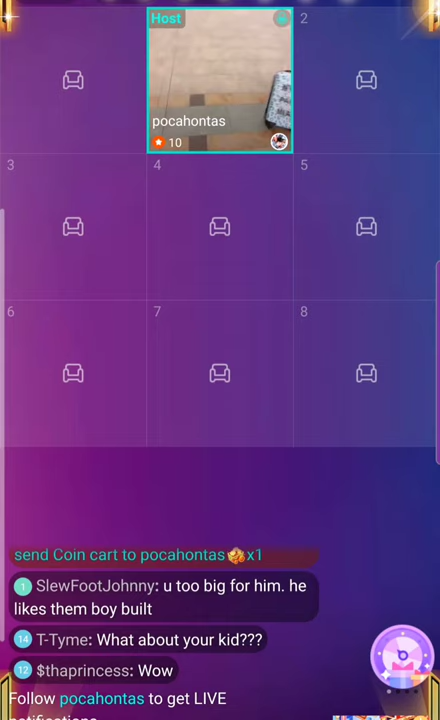 Host
2
pocahontas
10
3
4
5
6
7
8
send Coin cart to pocahontas x1
1 SlewFootJohnny: u too big for him. he
likes them boy built
14 T-Tyme: What about your kid???
12 $thaprincess: Wow
Follow pocahontas to get LIVE
notifications